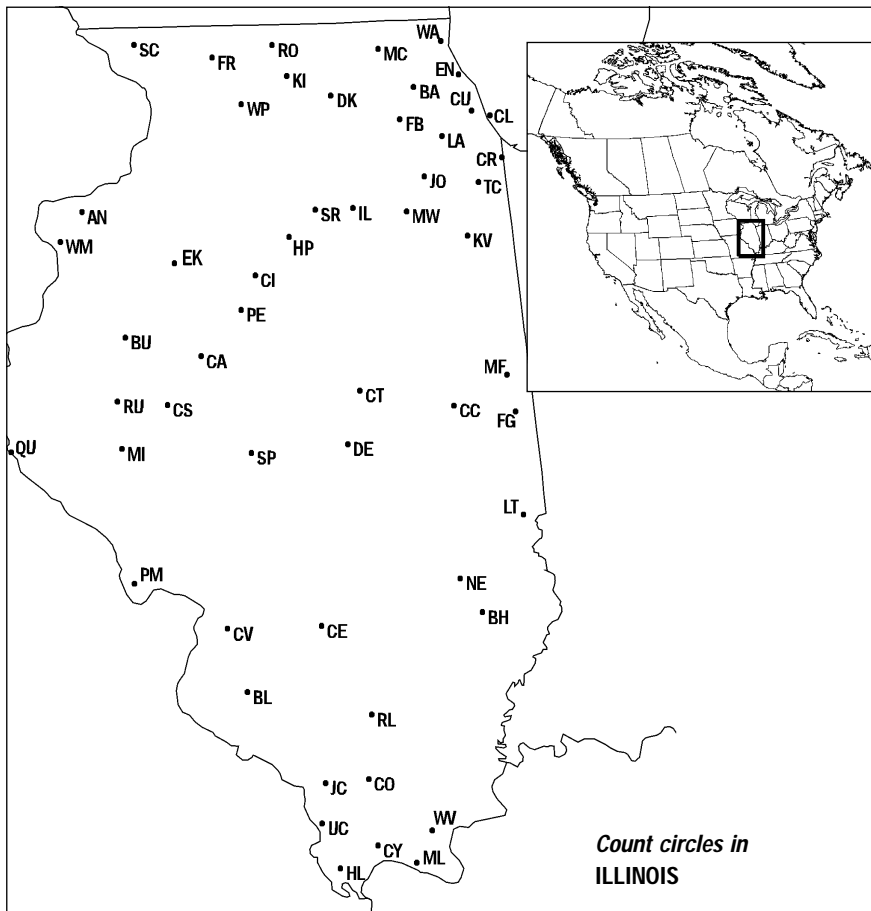 WA
SC
RO
MC
FR
EN
KI
BA
DK
WP
CU
CL
FB
LA
CR
JO
TC
AN
SR
IL
MW
WM
HP
KV
EK
CI
PE
BU
CA
MF
CT
RU
CS
CC
FG
QU
MI
SP
DE
LT
PM
NE
BH
CV
CE
BL
RL
JC
CO
UC
WV
CY
ML
HL
Count circles in
ILLINOIS